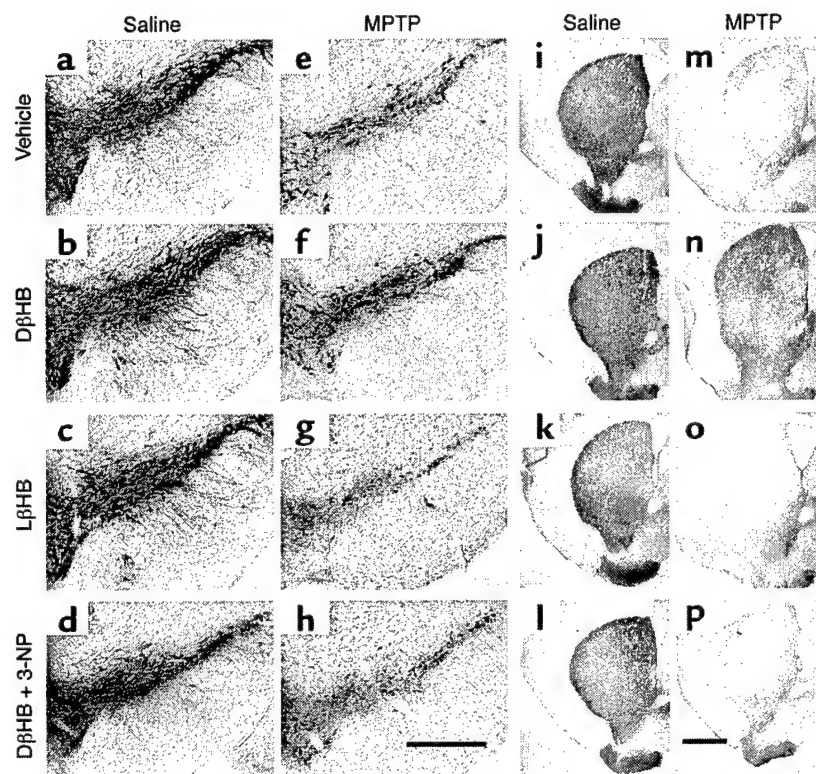 Saline MPTP Saline MPTP
Vehicle a e i m
DβHB b f j n
LβHB c g k o
DβHB + 3-NP d h l p